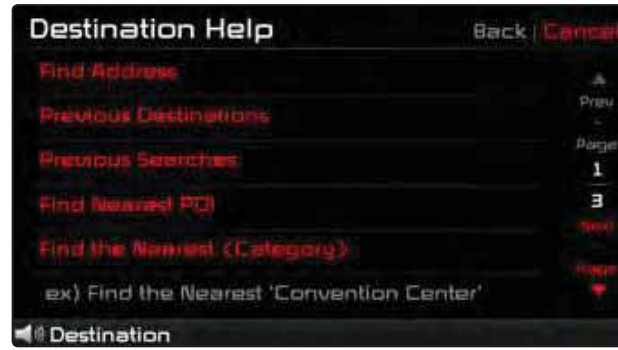 Destination Help
Back | Cancel
Find Address
Previous Destinations
Previous Searches
Find Nearest POI
Find the Nearest <Category>
ex) Find the Nearest 'Convention Center'
Prev
Page
1
3
Next
Page
Destination